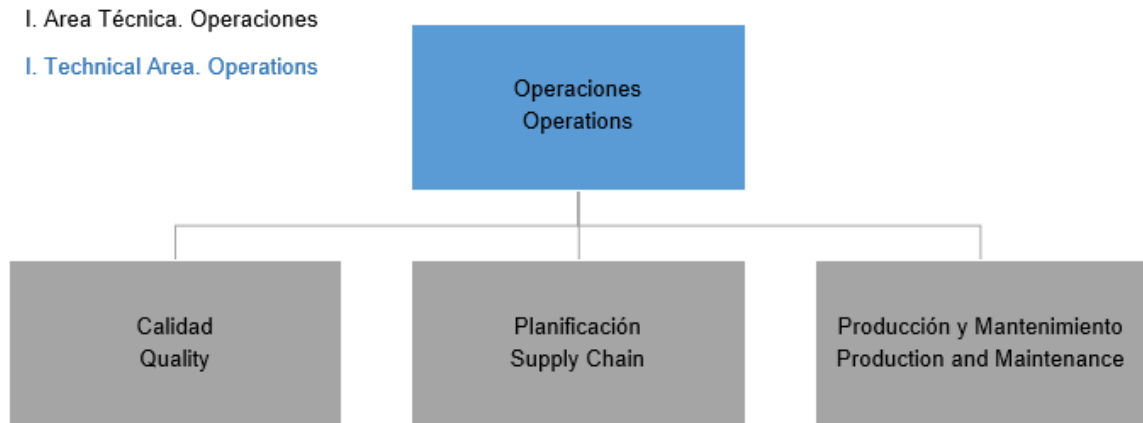 I. Area Técnica. Operaciones
I. Technical Area. Operations
Operaciones
Operations
Calidad
Quality
Planificación
Supply Chain
Producción y Mantenimiento
Production and Maintenance